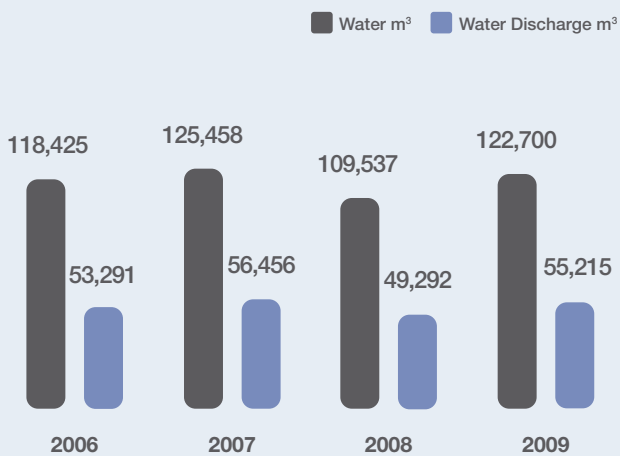 Water m³ Water Discharge m³
118,425 125,458 109,537 122,700
53,291 56,456 49,292 55,215
2006 2007 2008 2009